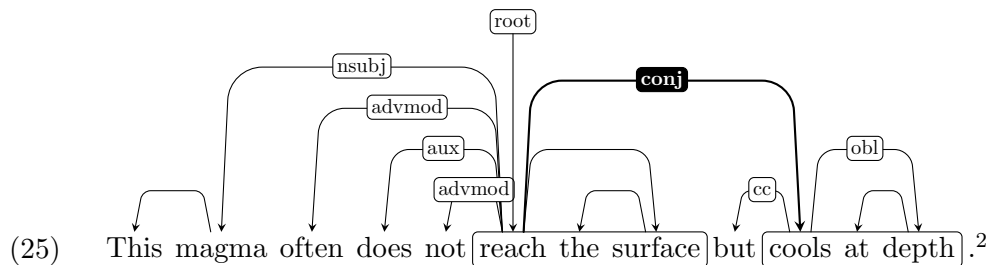 root
nsubj
conj
advmod
aux
obl
advmod
cc
(25) This magma often does not reach the surface but cools at depth .²